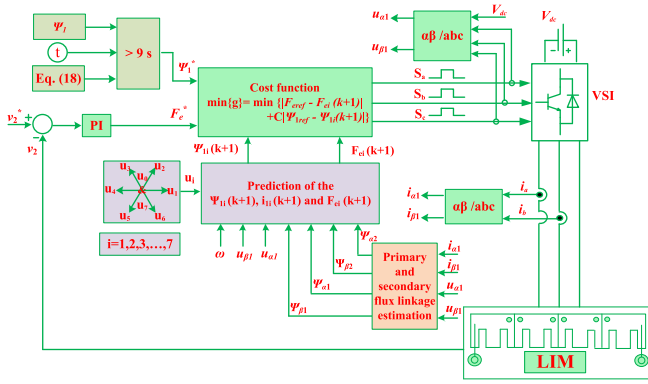 Ψ₁
t
Eq. (18)
> 9 s
Ψ₁*
v₂*
+
−
v₂
PI
Fₑ*
Cost function
min{g}= min {|Fₑref - Fₑi (k+1)|
+C|Ψ1ref - Ψ1i(k+1)|}
Sa
Sb
Sc
uα1
uβ1
αβ /abc
Vdc
Vdc
+
−
VSI
Ψ1i
(k+1)
Fei (k+1)
u3
u2
u0
u4
&
u1
u7
u5
u6
ui
i=1,2,3,…,7
Prediction of the
Ψ1i (k+1), i1i (k+1) and Fei (k+1)
ω
uβ1
uα1
Ψβ1
Ψα1
Ψβ2
Ψα2
Primary
and
secondary
flux linkage
estimation
iα1
iβ1
uα1
uβ1
iα1
iβ1
αβ /abc
ia
ib
LIM